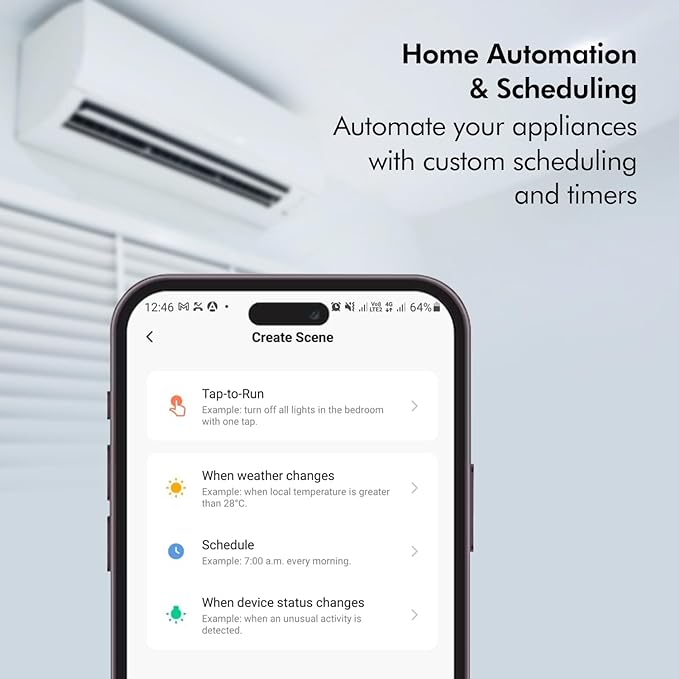 Home Automation
& Scheduling
Automate your appliances
with custom scheduling
and timers
12:46
Vo))
LTE2
4G
64%
Create Scene
Tap-to-Run
Example: turn off all lights in the bedroom
with one tap.
When weather changes
Example: when local temperature is greater
than 28°C.
Schedule
Example: 7:00 a.m. every morning.
When device status changes
Example: when an unusual activity is
detected.